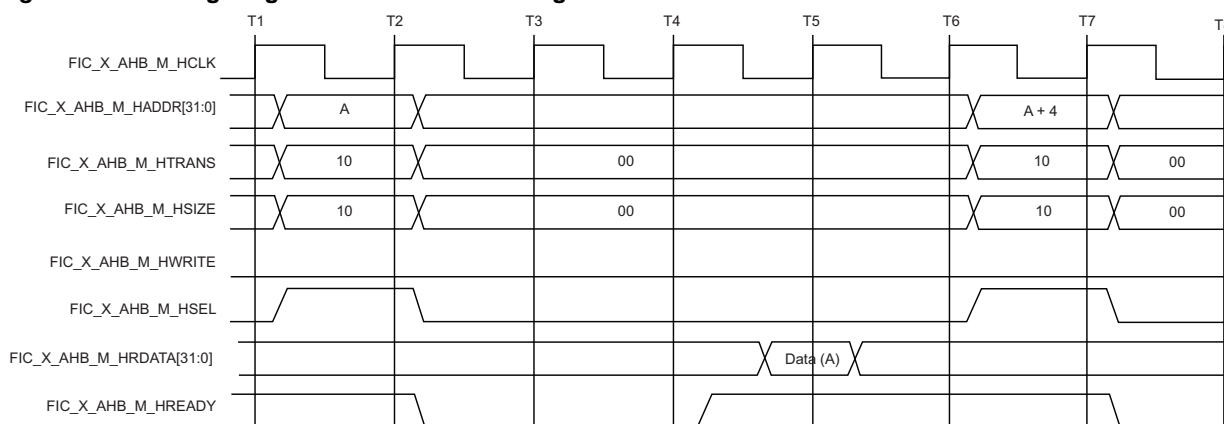 T1 T2 T3 T4 T5 T6 T7
FIC_X_AHB_M_HCLK
FIC_X_AHB_M_HADDR[31:0] A A + 4
FIC_X_AHB_M_HTRANS 10 00 10 00
FIC_X_AHB_M_HSIZE 10 00 10 00
FIC_X_AHB_M_HWRITE
FIC_X_AHB_M_HSEL
FIC_X_AHB_M_HRDATA[31:0] Data (A)
FIC_X_AHB_M_HREADY